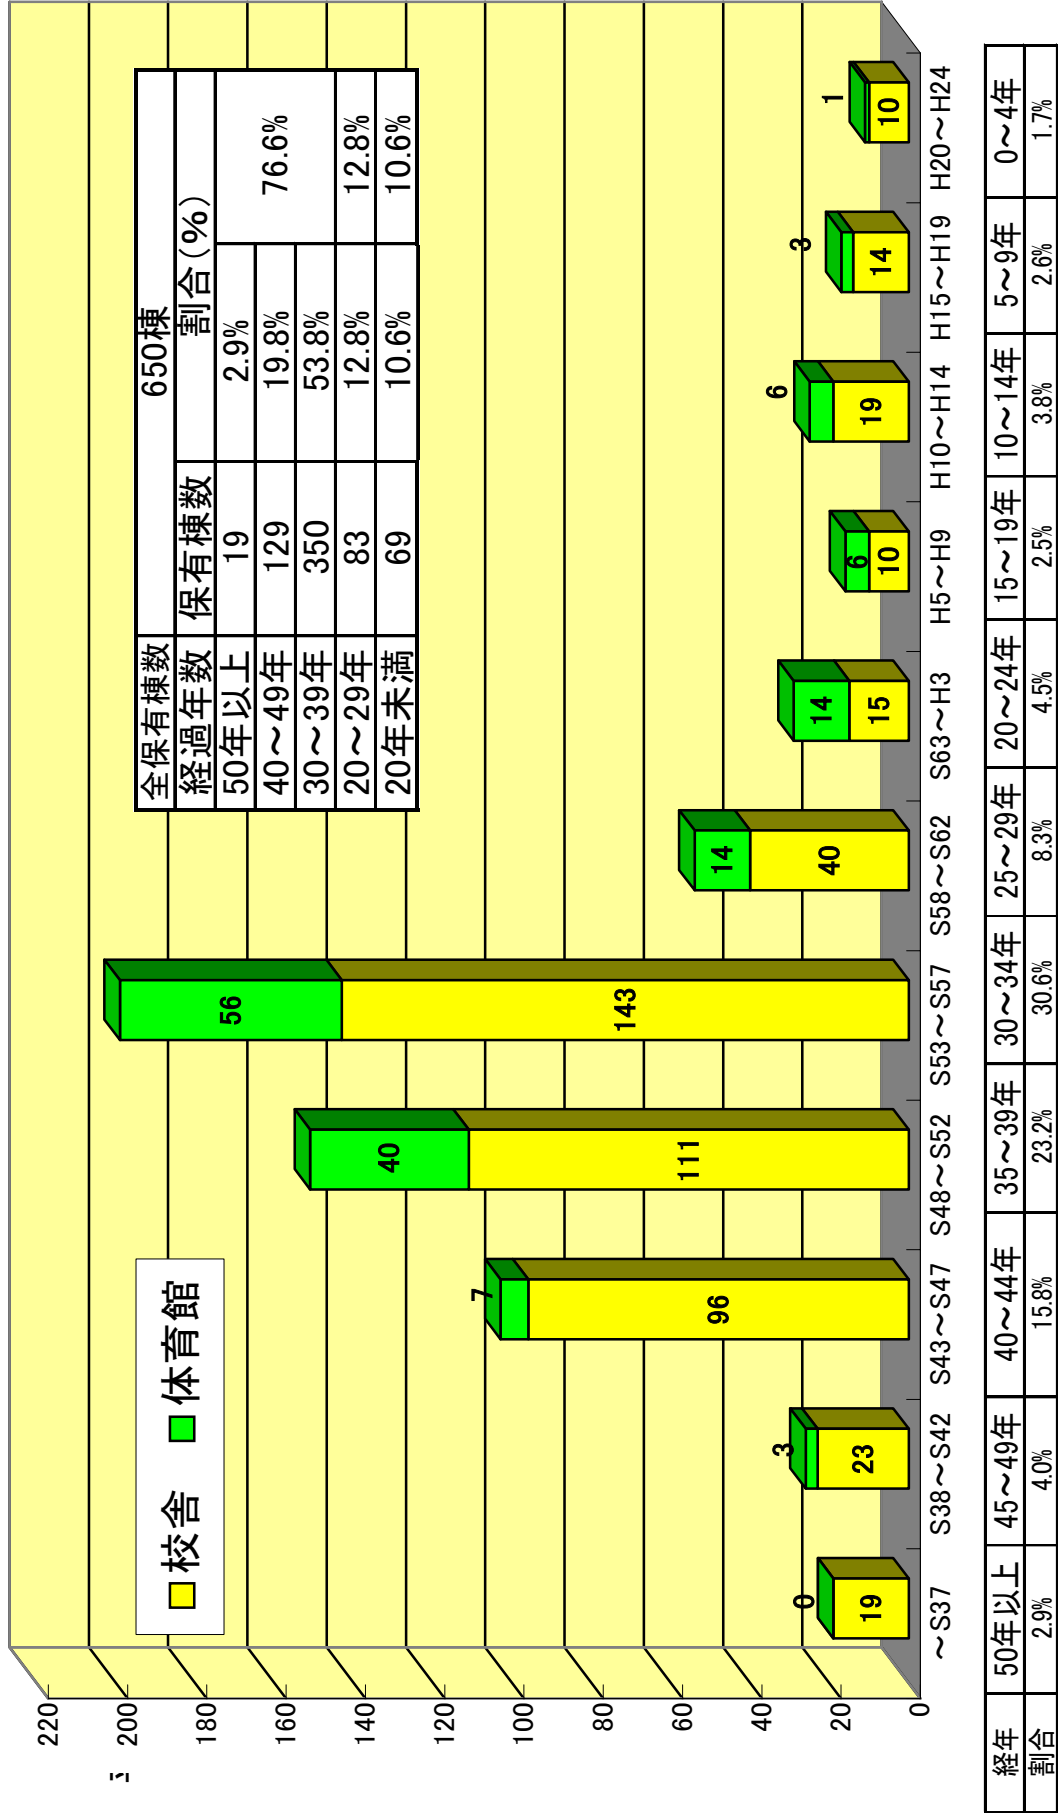 全保有棟数 650棟
経過年数 保有棟数 割合(%)
50年以上 19 2.9% 76.6%
40～49年 129 19.8%
30～39年 350 53.8%
20～29年 83 12.8% 12.8%
20年未満 69 10.6% 10.6%
校舎 体育館
220
200
180
160
140
120
100
80
60
40
20
0
0 3 7 40 56 14 14 6 6 3 1
19 23 96 111 143 40 15 10 19 14 10
～S37 S38～S42 S43～S47 S48～S52 S53～S57 S58～S62 S63～H3 H5～H9 H10～H14 H15～H19 H20～H24
経年 50年以上 45～49年 40～44年 35～39年 30～34年 25～29年 20～24年 15～19年 10～14年 5～9年 0～4年
割合 2.9% 4.0% 15.8% 23.2% 30.6% 8.3% 4.5% 2.5% 3.8% 2.6% 1.7%